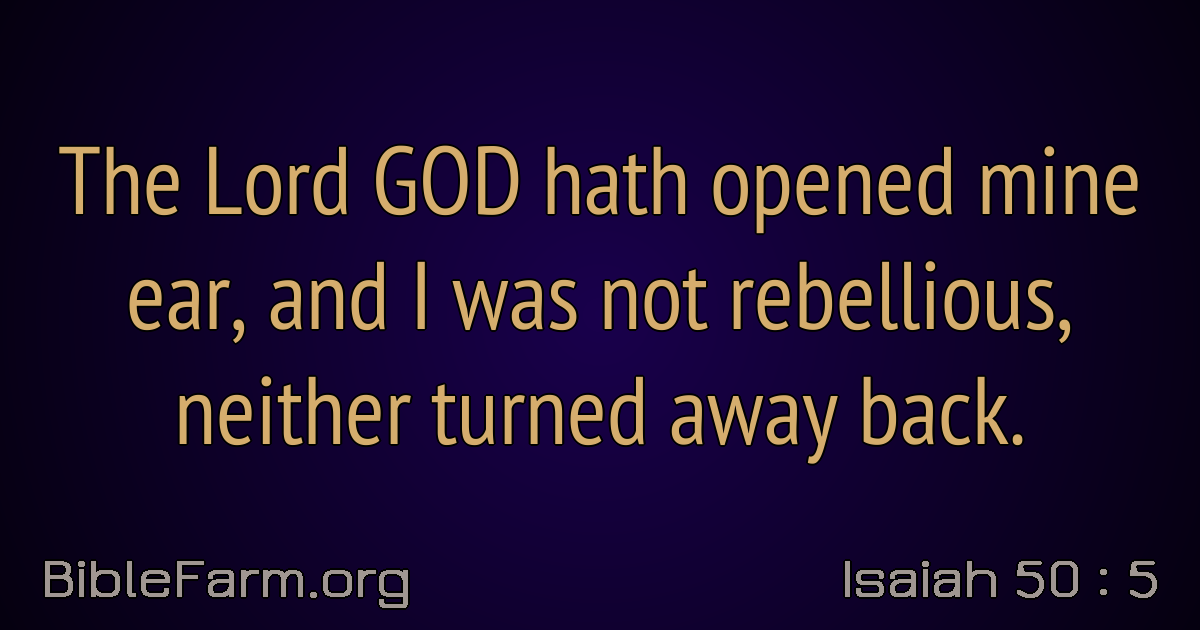 The Lord GOD hath opened mine
ear, and I was not rebellious,
neither turned away back.
BibleFarm.org
Isaiah 50 : 5